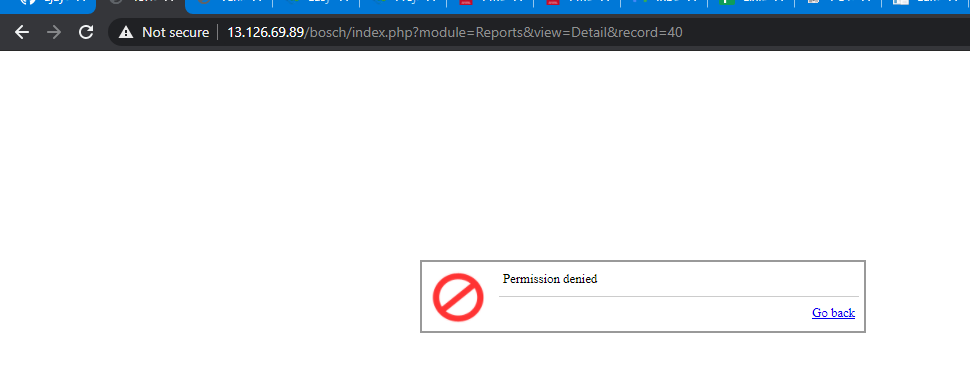 Not secure
13.126.69.89/bosch/index.php?module=Reports&view=Detail&record=40
Permission denied
Go back